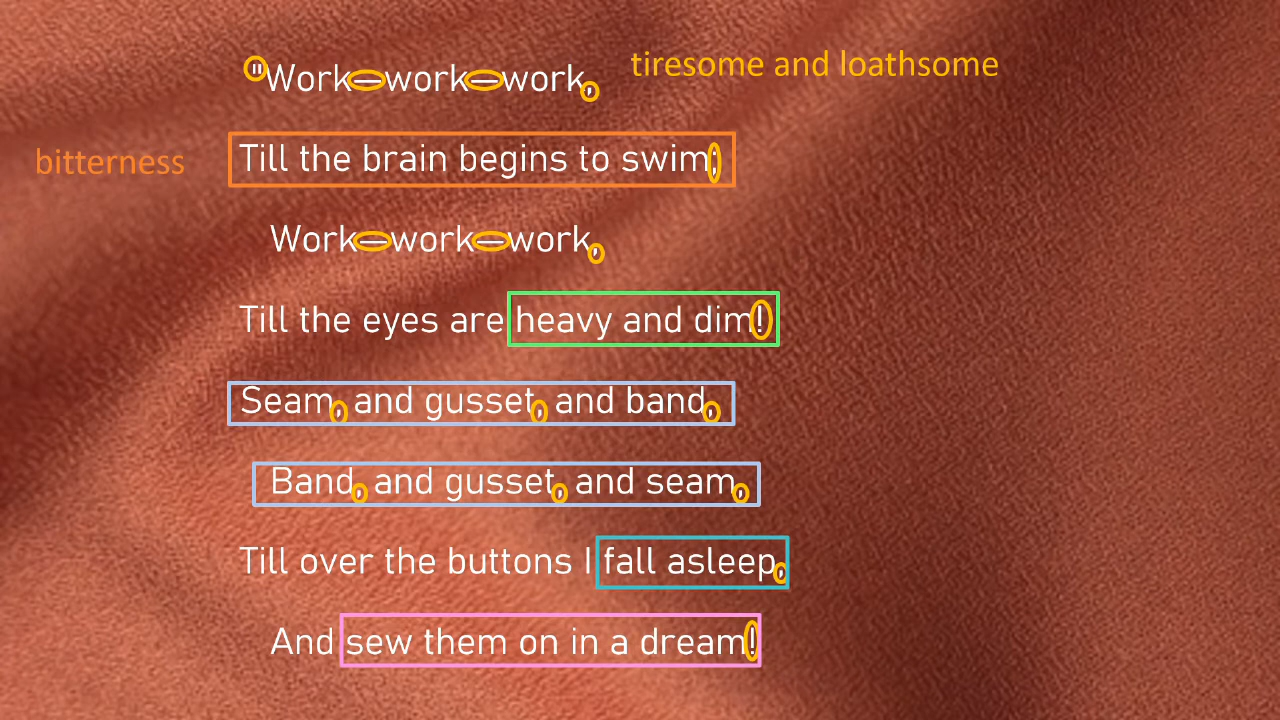 "Work—work—work,
tiresome and loathsome
bitterness
Till the brain begins to swim;
Work—work—work,
Till the eyes are heavy and dim!
Seam, and gusset, and band,
Band, and gusset, and seam,
Till over the buttons I fall asleep,
And sew them on in a dream!